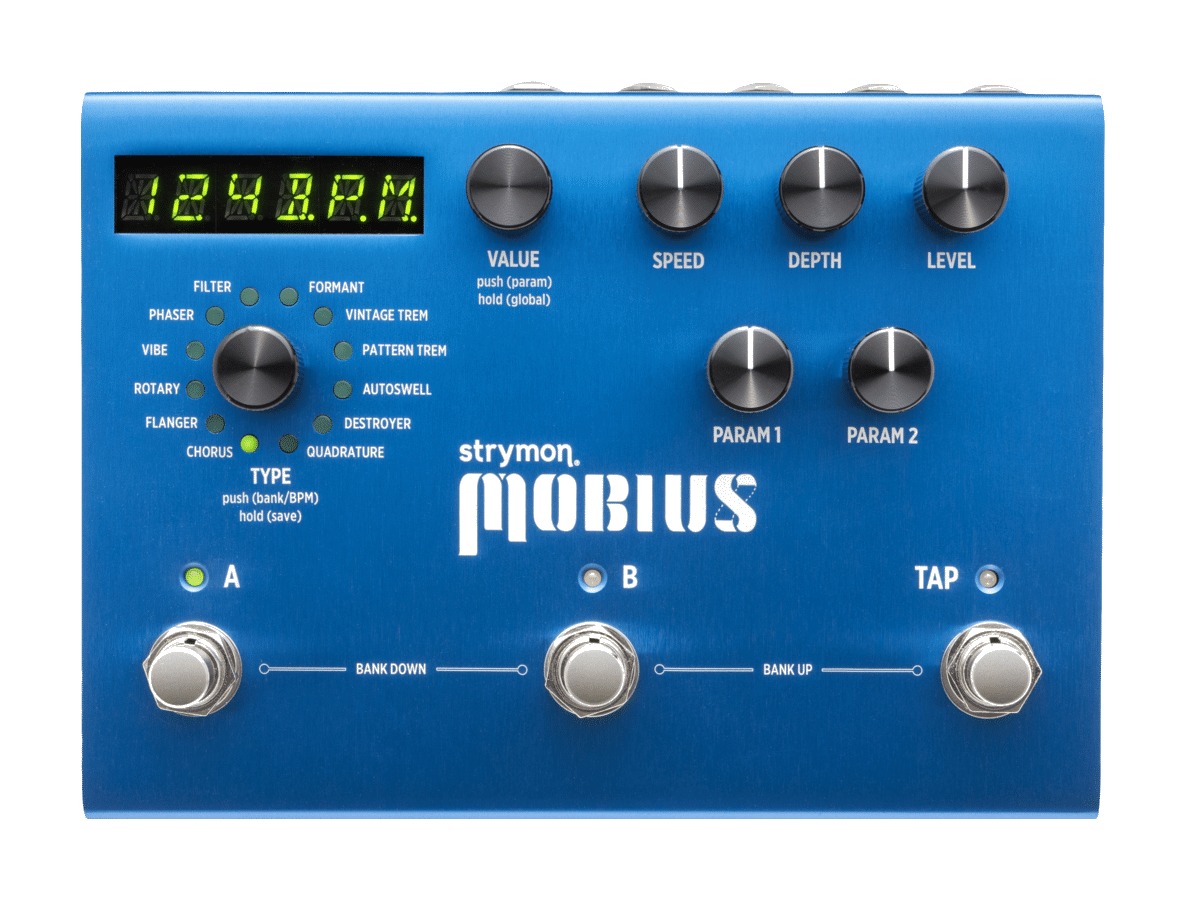 12.4 B.P.M.
VALUE
push (param)
hold (global)
SPEED
DEPTH
LEVEL
FILTER
FORMANT
PHASER
VINTAGE TREM
VIBE
PATTERN TREM
ROTARY
AUTOSWELL
FLANGER
DESTROYER
CHORUS
QUADRATURE
TYPE
push (bank/BPM)
hold (save)
PARAM 1
PARAM 2
strymon.
MOBIUS
A
B
TAP
BANK DOWN
BANK UP